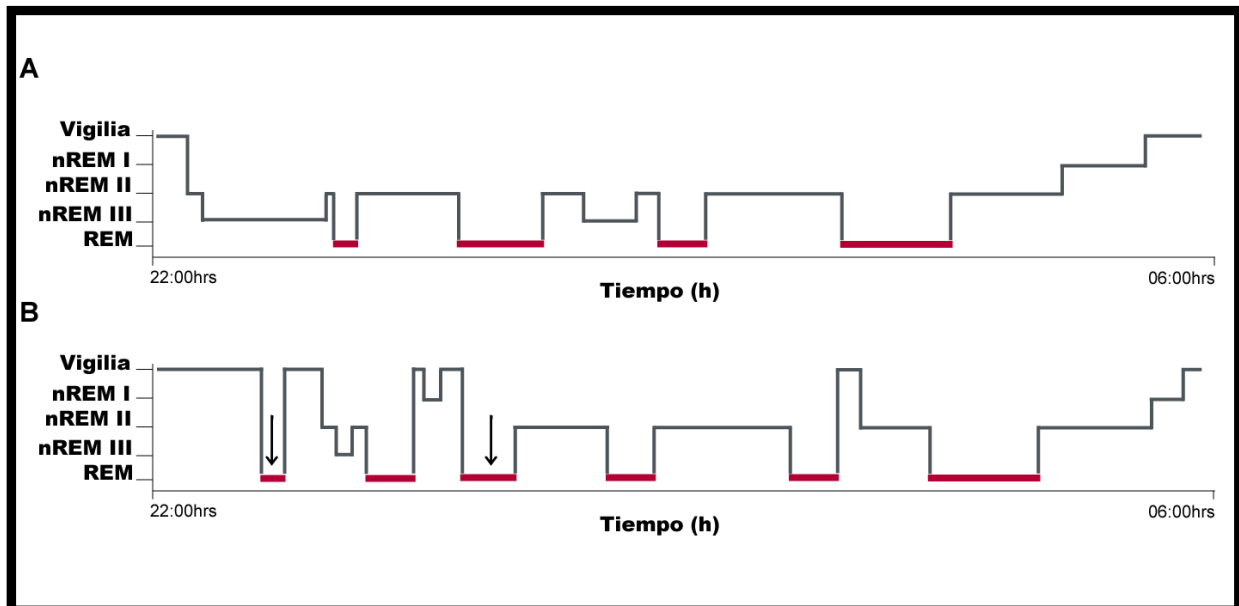 A
Vigilia
nREM I
nREM II
nREM III
REM
22:00hrs
06:00hrs
Tiempo (h)
B
Vigilia
nREM I
nREM II
nREM III
REM
22:00hrs
06:00hrs
Tiempo (h)